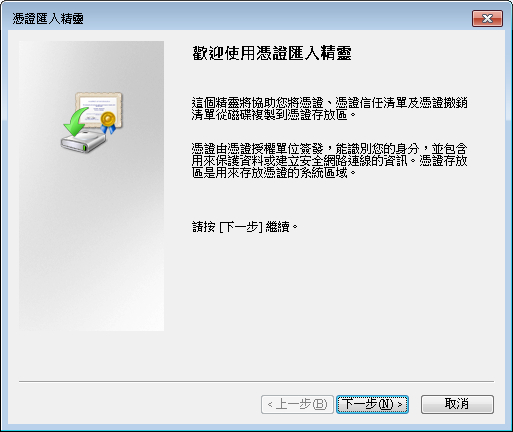 憑證匯入精靈
歡迎使用憑證匯入精靈
這個精靈將協助您將憑證、憑證信任清單及憑證撤銷
清單從磁碟複製到憑證存放區。
憑證由憑證授權單位簽發，能識別您的身分，並包含
用來保護資料或建立安全網路連線的資訊。憑證存放
區是用來存放憑證的系統區域。
請按 [下一步] 繼續。
< 上一步(B) 下一步(N) > 取消